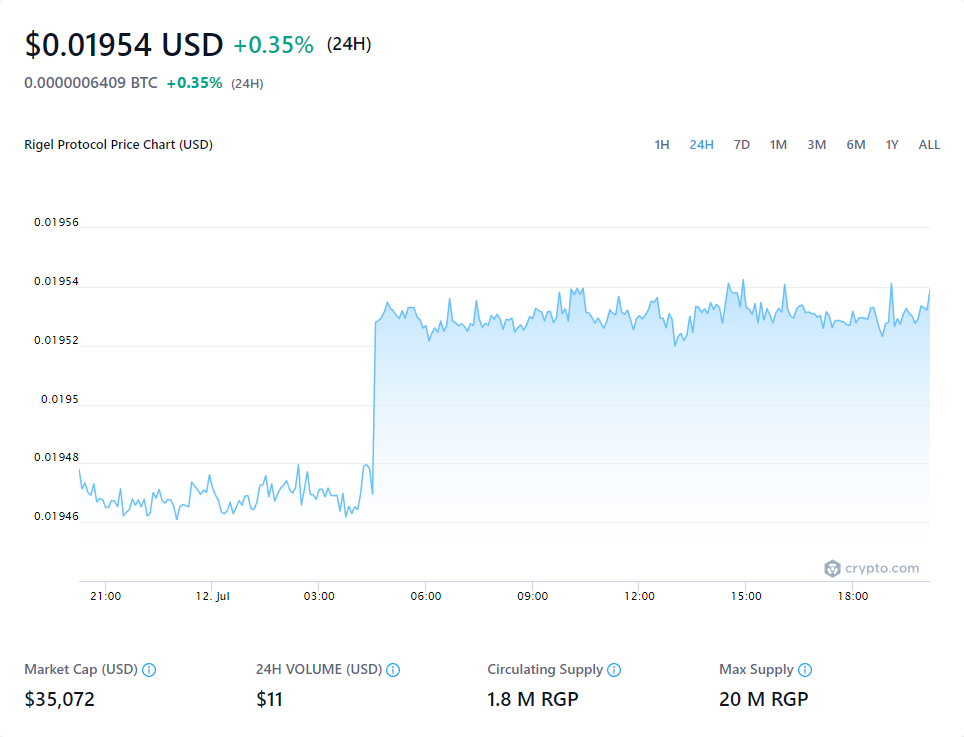 $0.01954 USD +0.35% (24H)
0.0000006409 BTC +0.35% (24H)
Rigel Protocol Price Chart (USD) 1H 24H 7D 1M 3M 6M 1Y ALL
0.01956
0.01954
0.01952
0.0195
0.01948
0.01946
crypto.com
21:00 12. Jul 03:00 06:00 09:00 12:00 15:00 18:00
Market Cap (USD) 24H VOLUME (USD) Circulating Supply Max Supply
$35,072 $11 1.8 M RGP 20 M RGP